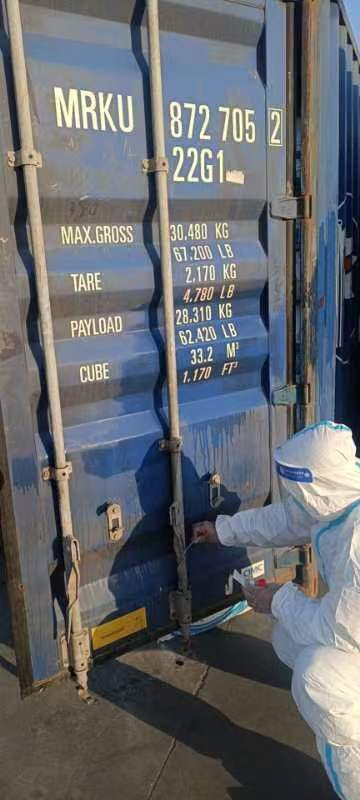 MRKU 872 705 2
22G1
MAX.GROSS 30.480 KG
67.200 LB
TARE 2.170 KG
4.780 LB
PAYLOAD 28.310 KG
62.420 LB
CUBE 33.2 M³
1.170 FT³
CIMC